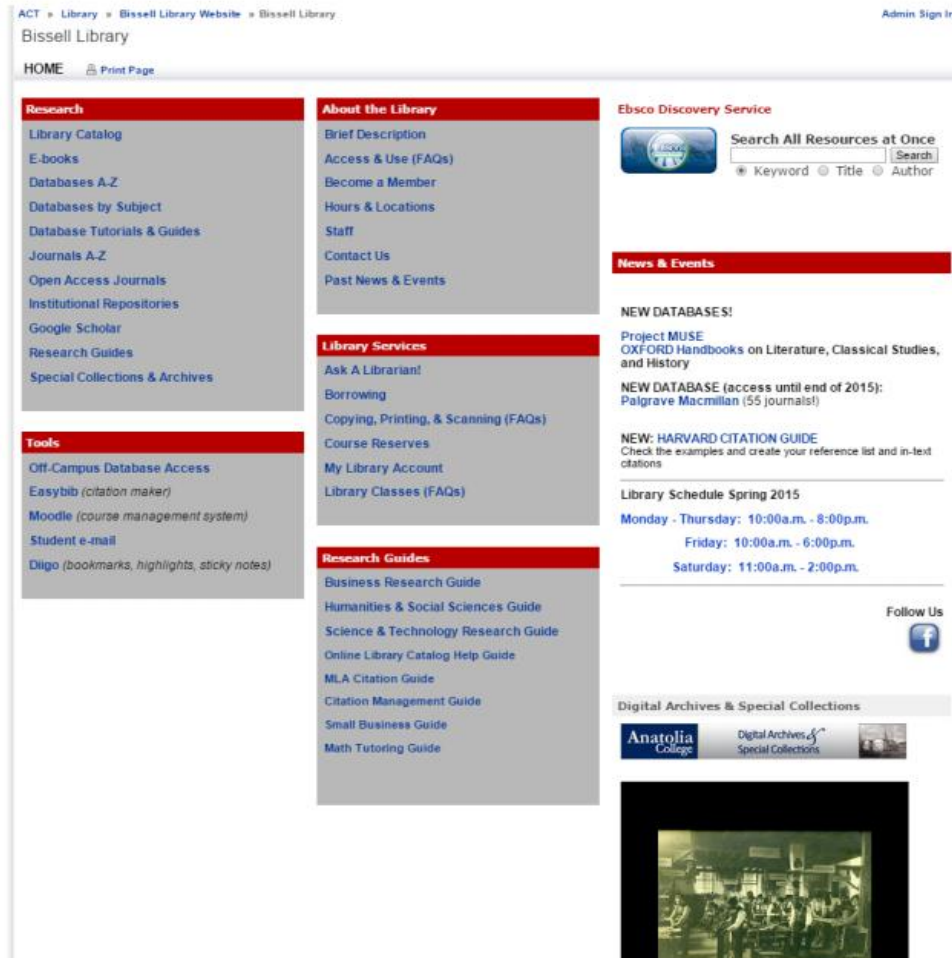 ACT » Library » Bissell Library Website » Bissell Library
Admin Sign In
Bissell Library
HOME
Print Page
Research
Library Catalog
E-books
Databases A-Z
Databases by Subject
Database Tutorials & Guides
Journals A-Z
Open Access Journals
Institutional Repositories
Google Scholar
Research Guides
Special Collections & Archives
Tools
Off-Campus Database Access
Easybib (citation maker)
Moodle (course management system)
Student e-mail
Diigo (bookmarks, highlights, sticky notes)
About the Library
Brief Description
Access & Use (FAQs)
Become a Member
Hours & Locations
Staff
Contact Us
Past News & Events
Library Services
Ask A Librarian!
Borrowing
Copying, Printing, & Scanning (FAQs)
Course Reserves
My Library Account
Library Classes (FAQs)
Research Guides
Business Research Guide
Humanities & Social Sciences Guide
Science & Technology Research Guide
Online Library Catalog Help Guide
MLA Citation Guide
Citation Management Guide
Small Business Guide
Math Tutoring Guide
Ebsco Discovery Service
Search All Resources at Once
Search
Keyword Title Author
News & Events
NEW DATABASES!
Project MUSE
OXFORD Handbooks on Literature, Classical Studies,
and History
NEW DATABASE (access until end of 2015):
Palgrave Macmillan (55 journals!)
NEW: HARVARD CITATION GUIDE
Check the examples and create your reference list and in-text
citations
Library Schedule Spring 2015
Monday - Thursday: 10:00a.m. - 8:00p.m.
Friday: 10:00a.m. - 6:00p.m.
Saturday: 11:00a.m. - 2:00p.m.
Follow Us
f
Digital Archives & Special Collections
Anatolia
College
Digital Archives &
Special Collections